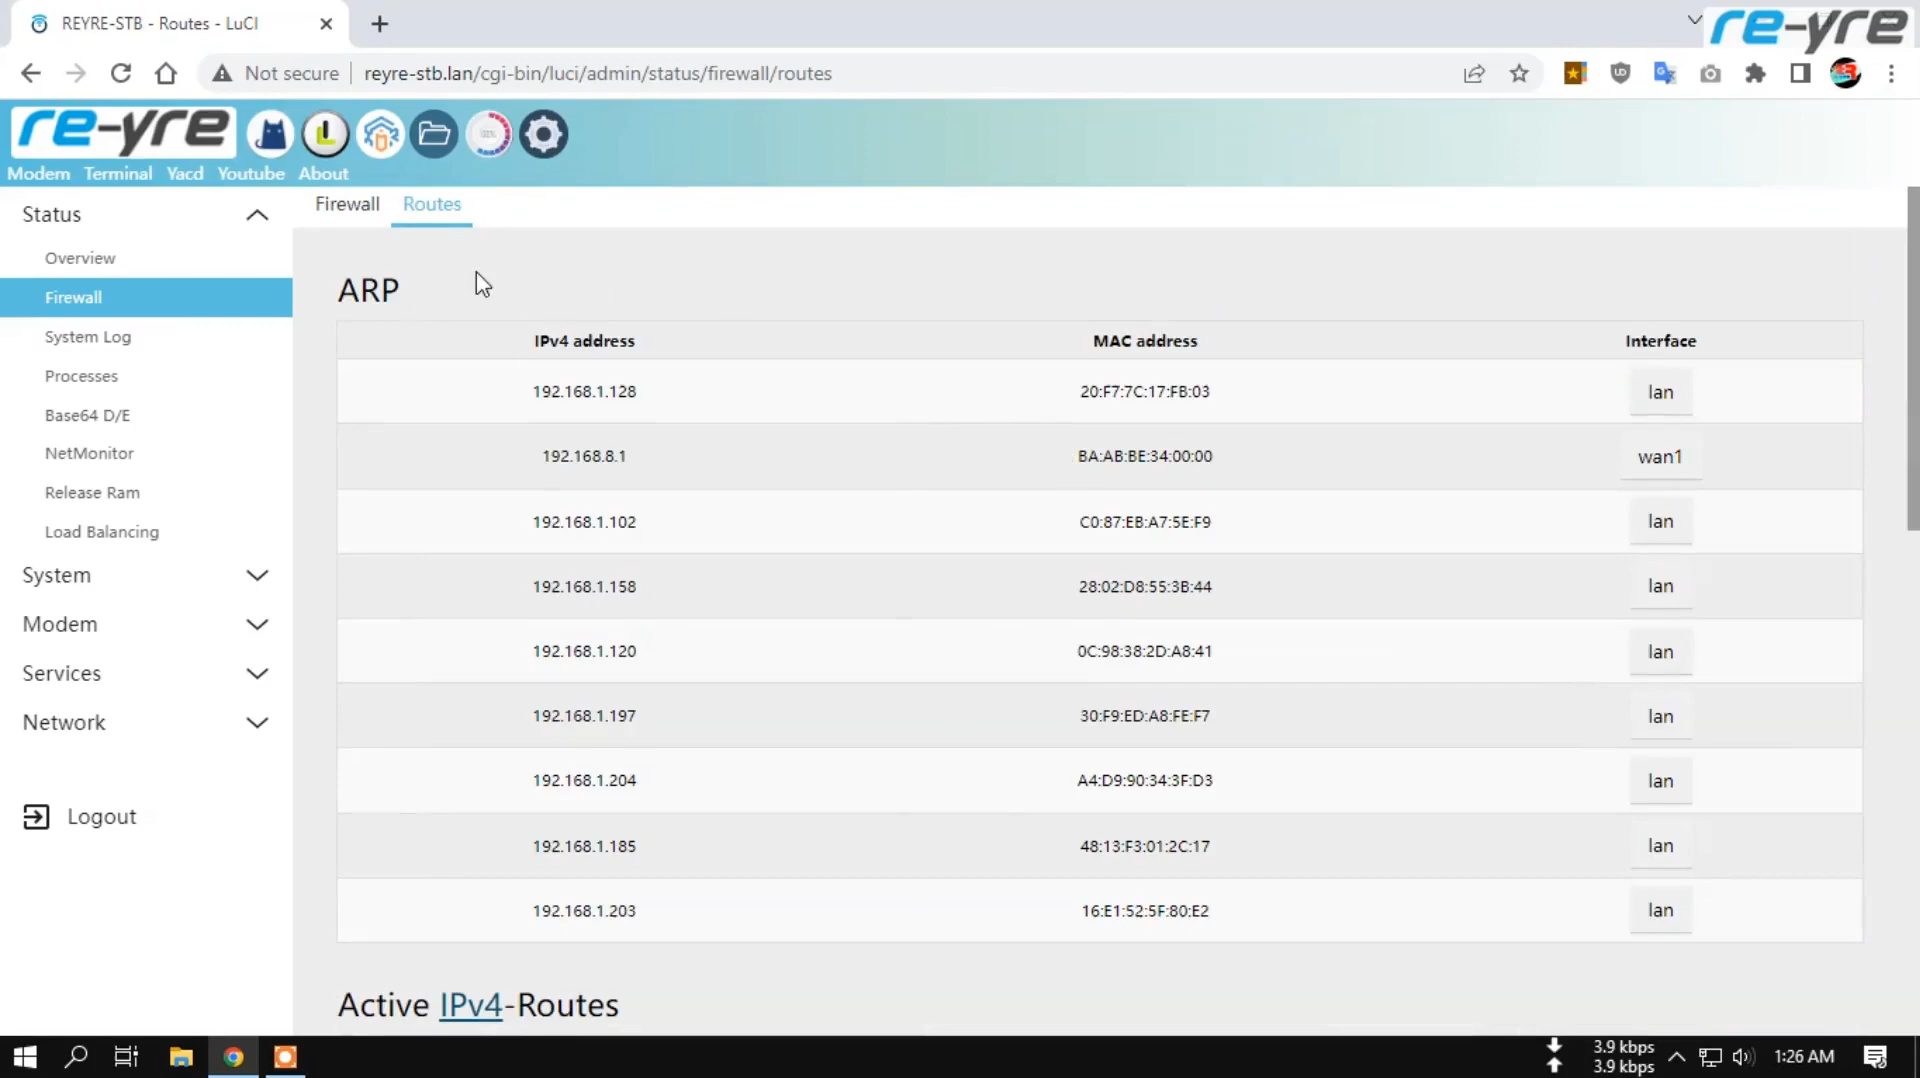 REYRE-STB - Routes - LuCI
re-yre
Not secure reyre-stb.lan/cgi-bin/luci/admin/status/firewall/routes
re-yre
Modem Terminal Yacd Youtube About
Status
Overview
Firewall
System Log
Processes
Base64 D/E
NetMonitor
Release Ram
Load Balancing
System
Modem
Services
Network
Logout
Firewall Routes
ARP
IPv4 address MAC address Interface
192.168.1.128 20:F7:7C:17:FB:03 lan
192.168.8.1 BA:AB:BE:34:00:00 wan1
192.168.1.102 C0:87:EB:A7:5E:F9 lan
192.168.1.158 28:02:D8:55:3B:44 lan
192.168.1.120 0C:98:38:2D:A8:41 lan
192.168.1.197 30:F9:ED:A8:FE:F7 lan
192.168.1.204 A4:D9:90:34:3F:D3 lan
192.168.1.185 48:13:F3:01:2C:17 lan
192.168.1.203 16:E1:52:5F:80:E2 lan
Active IPv4-Routes
3.9 kbps
3.9 kbps
1:26 AM